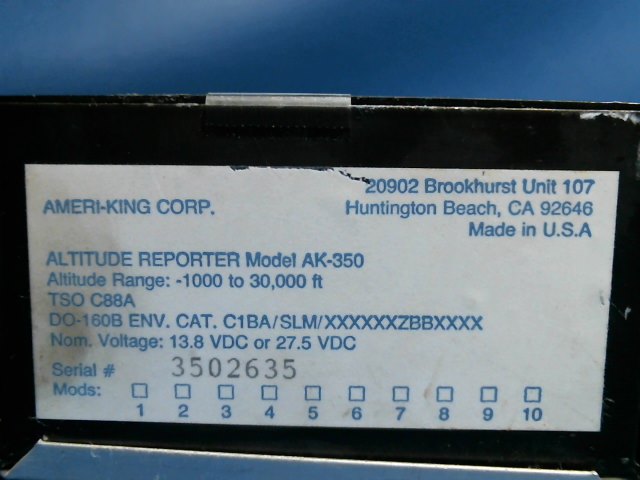 AMERI-KING CORP.
20902 Brookhurst Unit 107
Huntington Beach, CA 92646
Made in U.S.A
ALTITUDE REPORTER Model AK-350
Altitude Range: -1000 to 30,000 ft
TSO C88A
DO-160B ENV. CAT. C1BA/SLM/XXXXXXZBBXXXX
Nom. Voltage: 13.8 VDC or 27.5 VDC
Serial # 3502635
Mods:
1 2 3 4 5 6 7 8 9 10